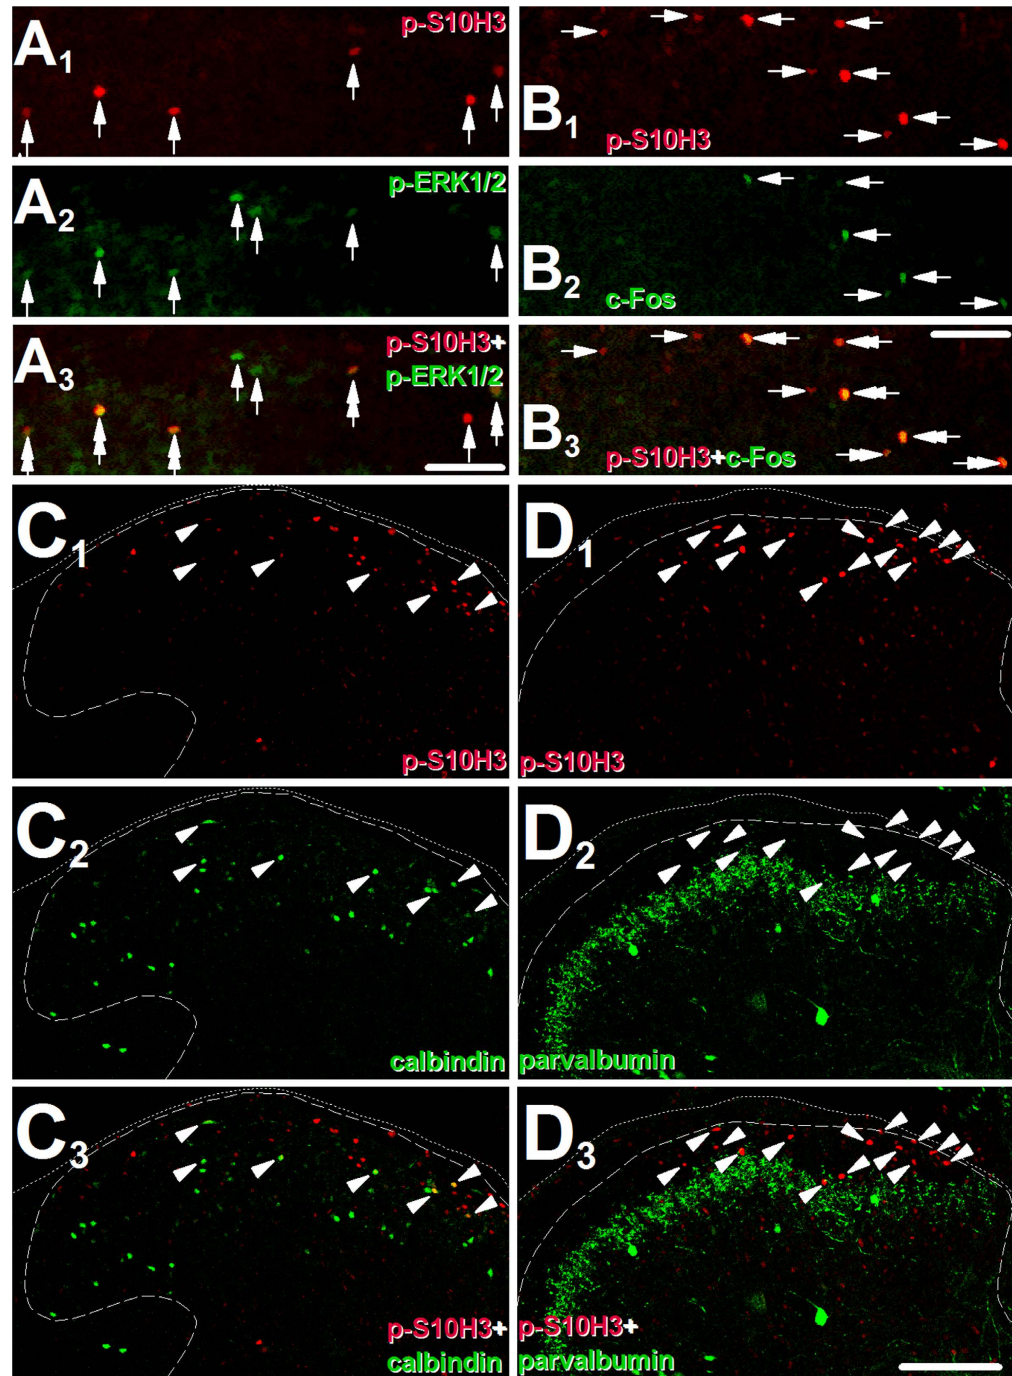 A1
p-S10H3
B1
p-S10H3
A2
p-ERK1/2
B2
c-Fos
A3
p-S10H3+
p-ERK1/2
B3
p-S10H3+c-Fos
C1
p-S10H3
D1
p-S10H3
C2
calbindin
D2
parvalbumin
C3
p-S10H3+
calbindin
D3
p-S10H3+
parvalbumin